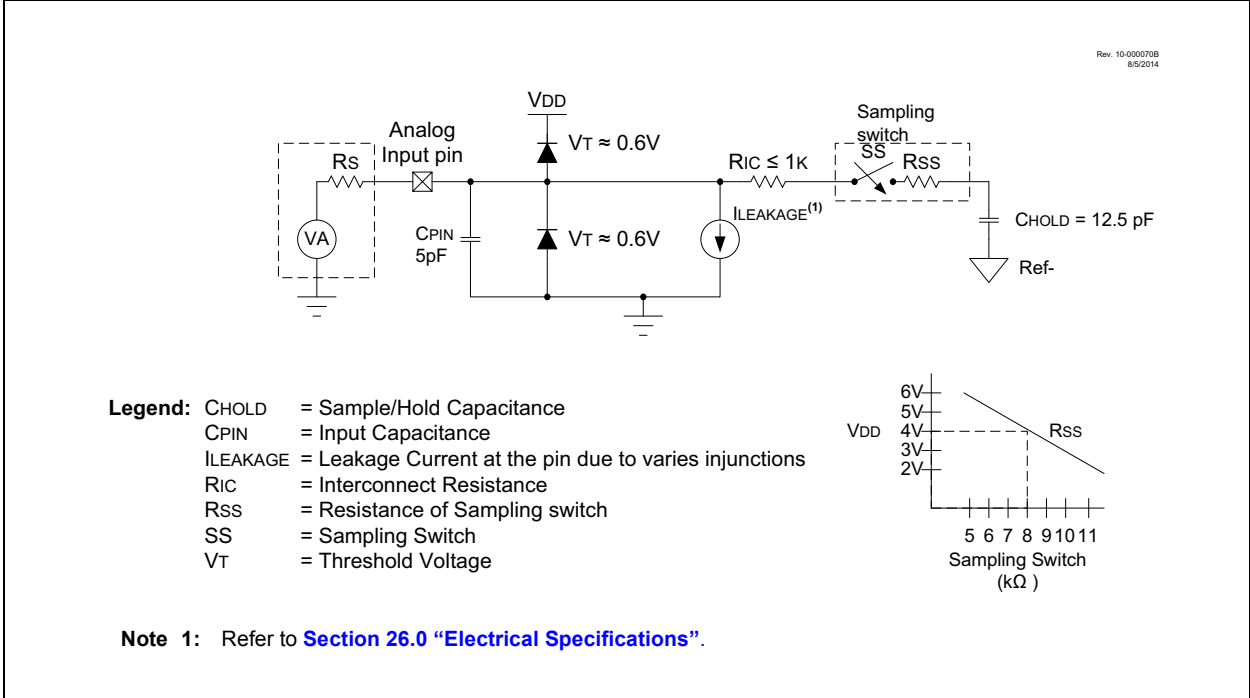 Rev. 10-000070B
8/5/2014
VDD
Analog
Input pin
VT ≈ 0.6V
RS
VA
CPIN
5pF
VT ≈ 0.6V
ILEAKAGE(1)
RIC ≤ 1K
Sampling
switch
SS
RSS
CHOLD = 12.5 pF
Ref-
Legend: CHOLD = Sample/Hold Capacitance
CPIN = Input Capacitance
ILEAKAGE = Leakage Current at the pin due to varies injunctions
RIC = Interconnect Resistance
RSS = Resistance of Sampling switch
SS = Sampling Switch
VT = Threshold Voltage
VDD
6V
5V
4V
3V
2V
RSS
5 6 7 8 9 10 11
Sampling Switch
(kΩ )
Note 1: Refer to Section 26.0 “Electrical Specifications”.